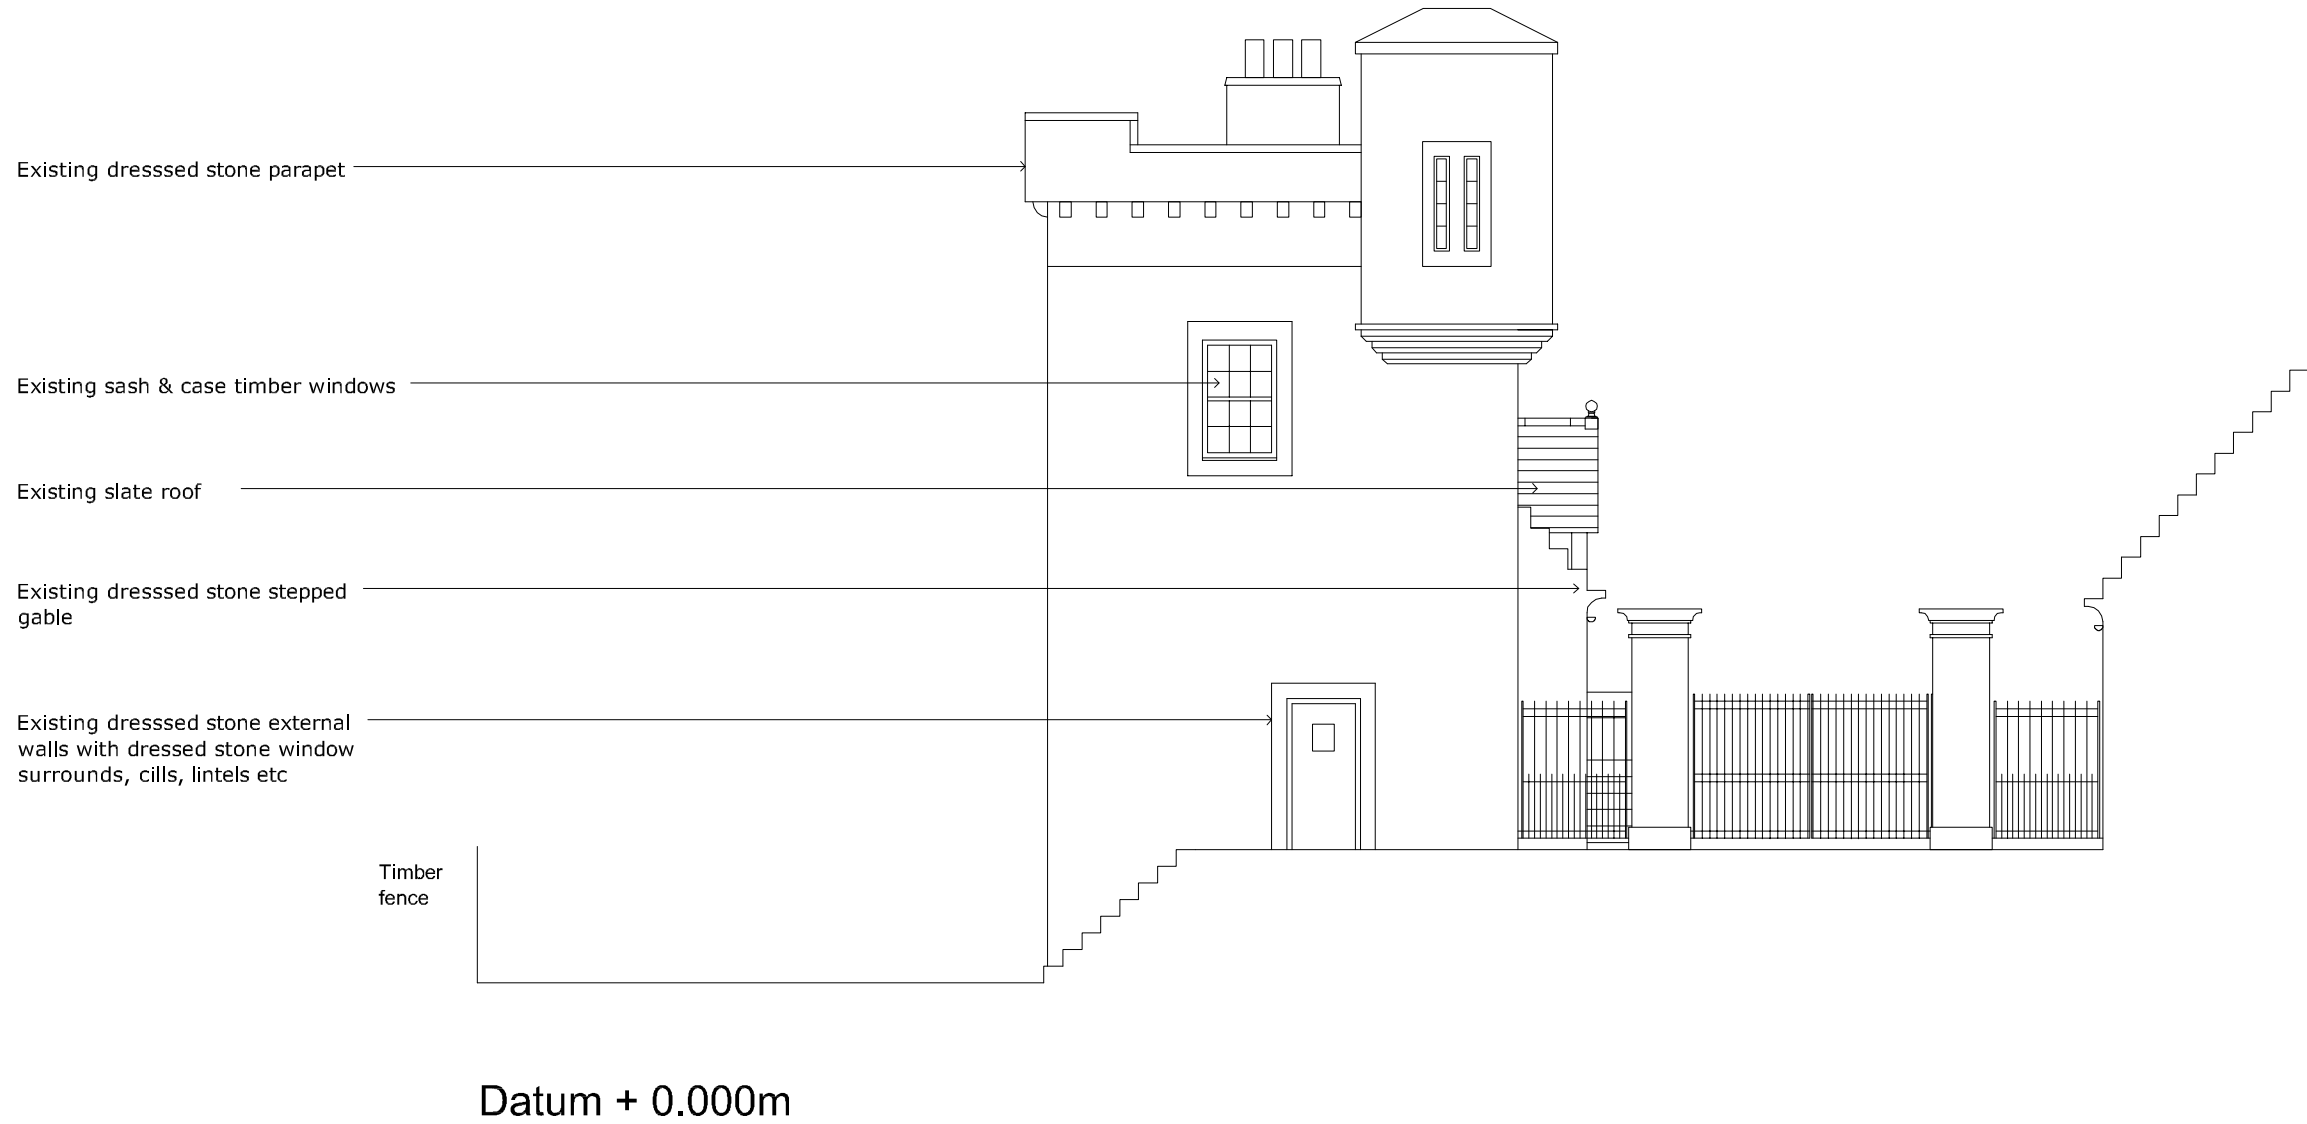 Existing dresssed stone parapet
Existing sash & case timber windows
Existing slate roof
Existing dresssed stone stepped
gable
Existing dresssed stone external
walls with dressed stone window
surrounds, cills, lintels etc
Timber
fence
Datum + 0.000m